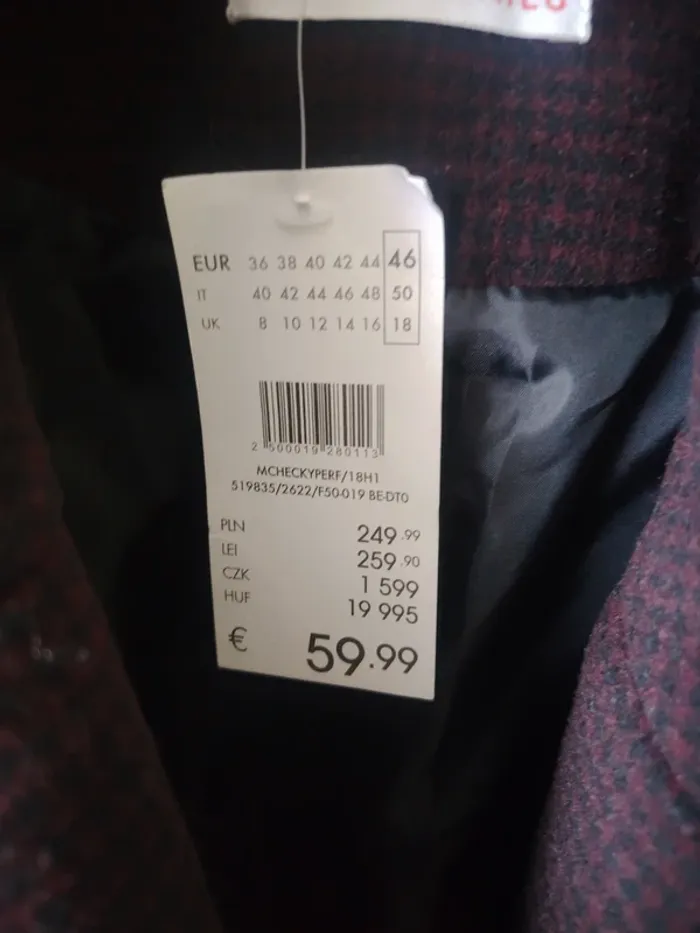 EUR 36 38 40 42 44 46
IT 40 42 44 46 48 50
UK 8 10 12 14 16 18
2 500019 280113
MCHECKYPERF/18H1
519835/2622/F50-019 BE-DT0
PLN 249.99
LEI 259.90
CZK 1 599
HUF 19 995
€ 59.99